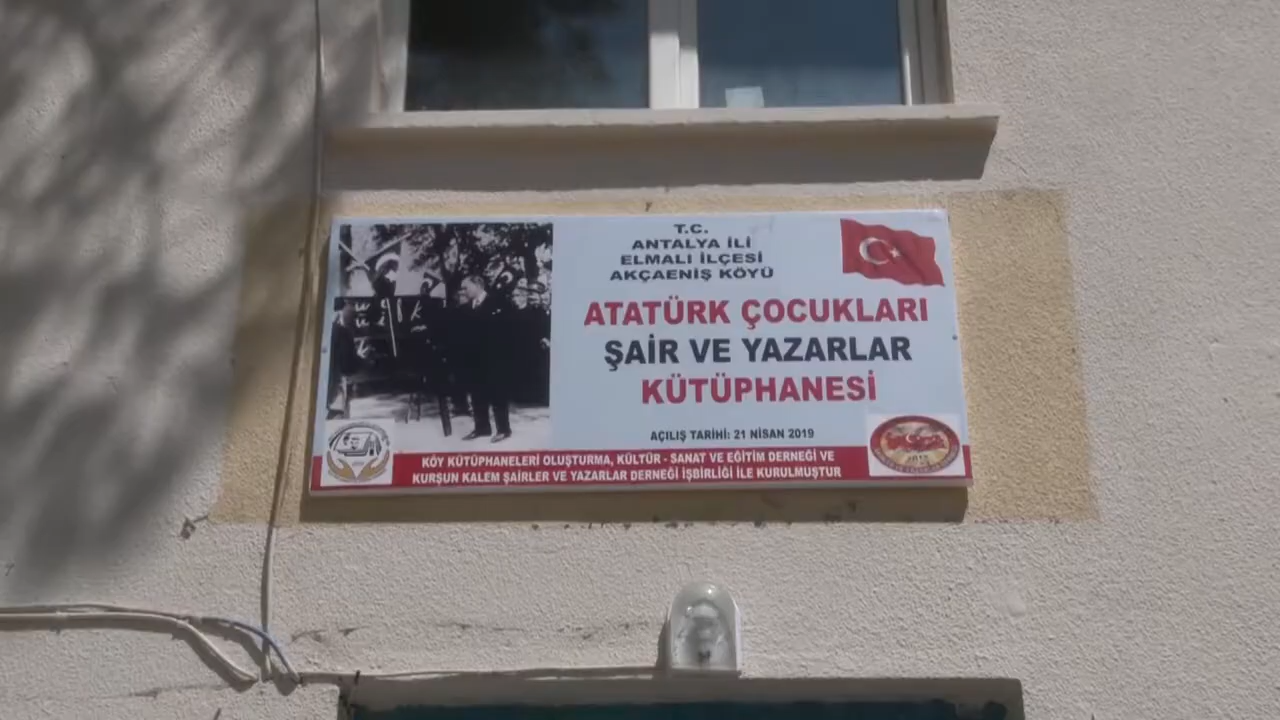 T.C.
ANTALYA İLİ
ELMALI İLÇESİ
AKÇAENİŞ KÖYÜ
ATATÜRK ÇOCUKLARI
ŞAİR VE YAZARLAR
KÜTÜPHANESİ
AÇILIŞ TARİHİ: 21 NİSAN 2019
KÖY KÜTÜPHANELERİ OLUŞTURMA, KÜLTÜR - SANAT VE EĞİTİM DERNEĞİ VE
KURŞUN KALEM ŞAİRLER VE YAZARLAR DERNEĞİ İŞBİRLİĞİ İLE KURULMUŞTUR